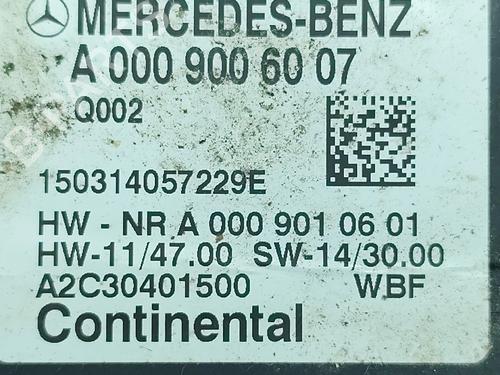 MERCEDES-BENZ
A 000 900 60 07
Q002
150314057229E
HW - NR A 000 901 06 01
HW-11/47.00 SW-14/30.00
A2C30401500 WBF
Continental